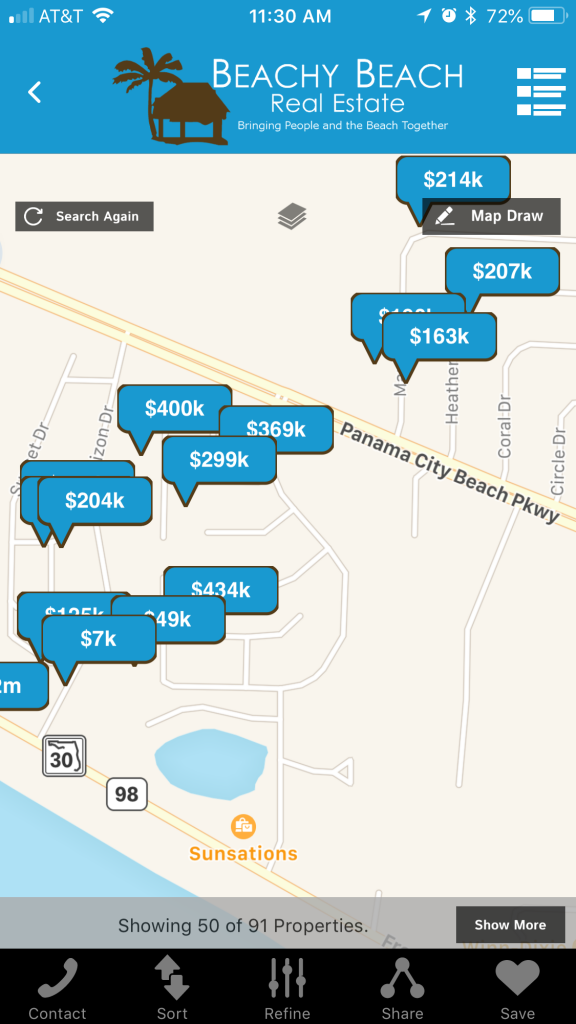 AT&T
11:30 AM
72%
BEACHY BEACH
Real Estate
Bringing People and the Beach Together
$214k
Search Again
Map Draw
$207k
$163k
Heather
Coral Dr
Circle Dr
$400k
$369k
Panama City Beach Pkwy
$299k
$204k
$434k
$49k
$7k
30
98
Sunsations
Showing 50 of 91 Properties.
Show More
Contact
Sort
Refine
Share
Save